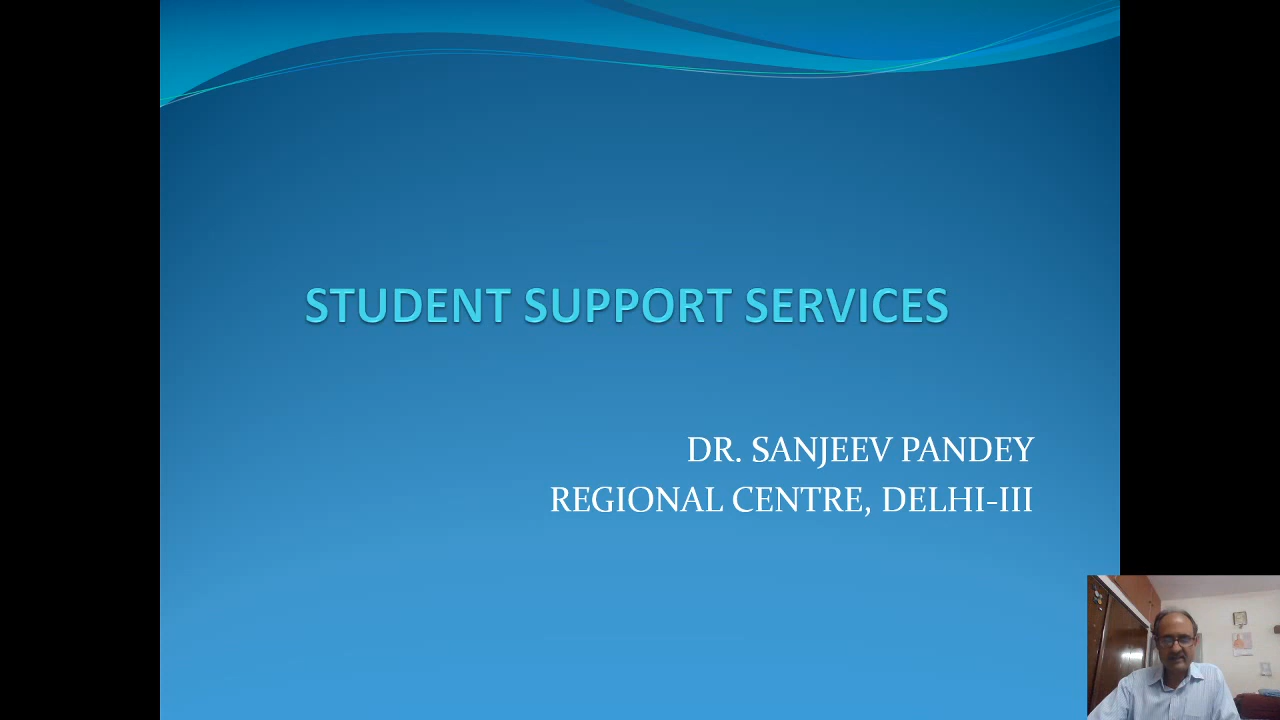 STUDENT SUPPORT SERVICES
DR. SANJEEV PANDEY
REGIONAL CENTRE, DELHI-III